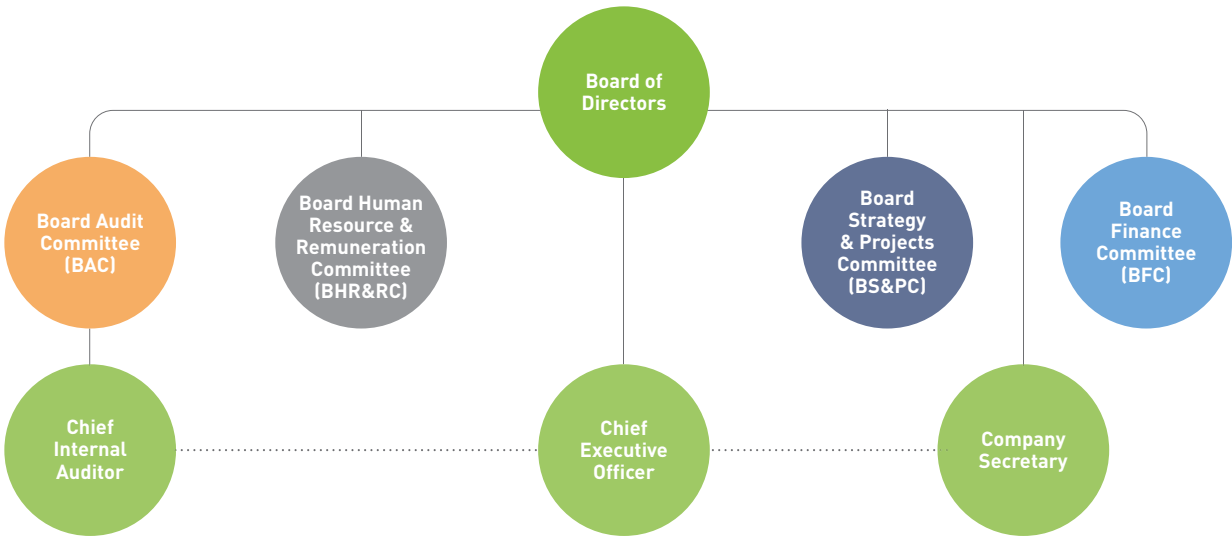 Board of
Directors
Board Audit
Committee
(BAC)
Board Human
Resource &
Remuneration
Committee
(BHR&RC)
Board
Strategy
& Projects
Committee
(BS&PC)
Board
Finance
Committee
(BFC)
Chief
Internal
Auditor
Chief
Executive
Officer
Company
Secretary